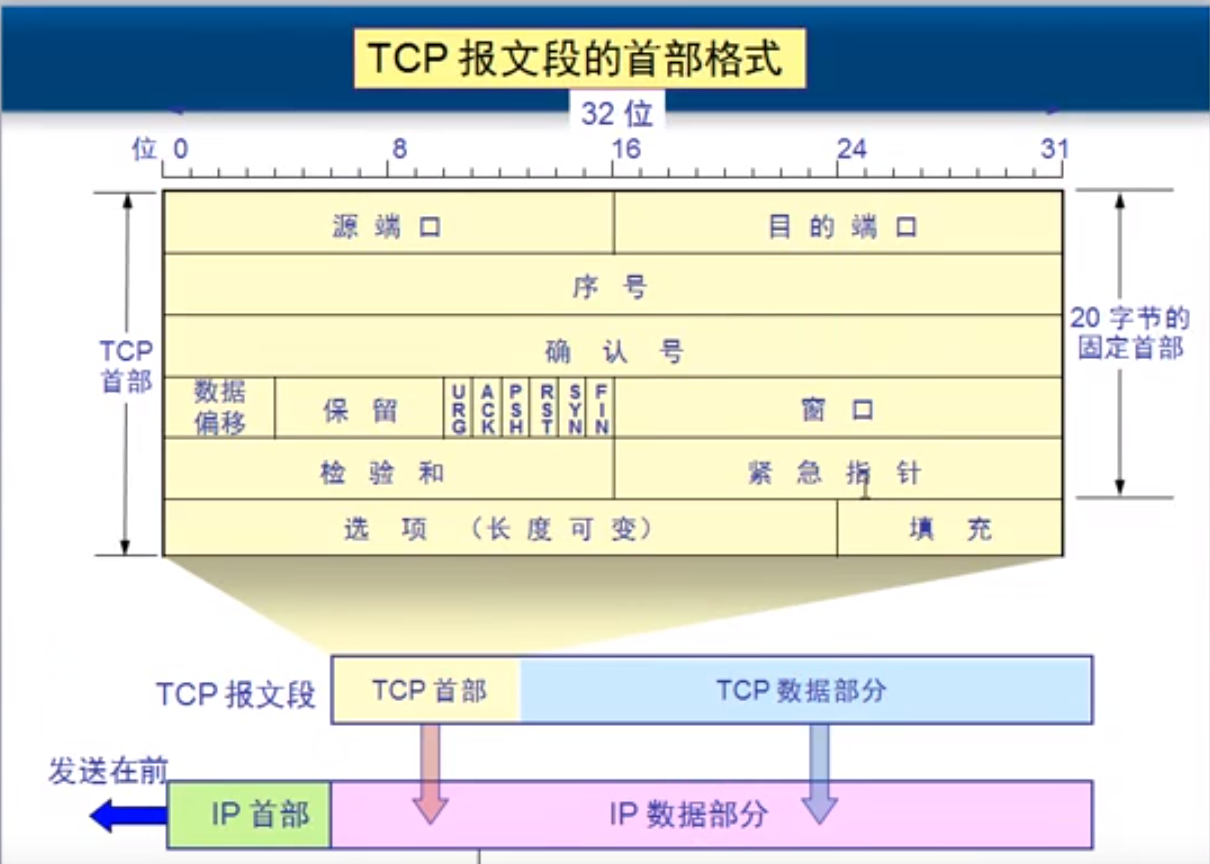 TCP 报文段的首部格式
32 位
位 0 8 16 24 31
源 端 口 目 的 端 口
序 号
确 认 号
20 字节的
固定首部
TCP
首部
数据
偏移
保 留
URG
ACK
PSH
RST
SYN
FIN
窗 口
检 验 和 紧 急 指 针
选 项 （长 度 可 变） 填 充
TCP 报文段 TCP 首部 TCP 数据部分
发送在前
IP 首部 IP 数据部分